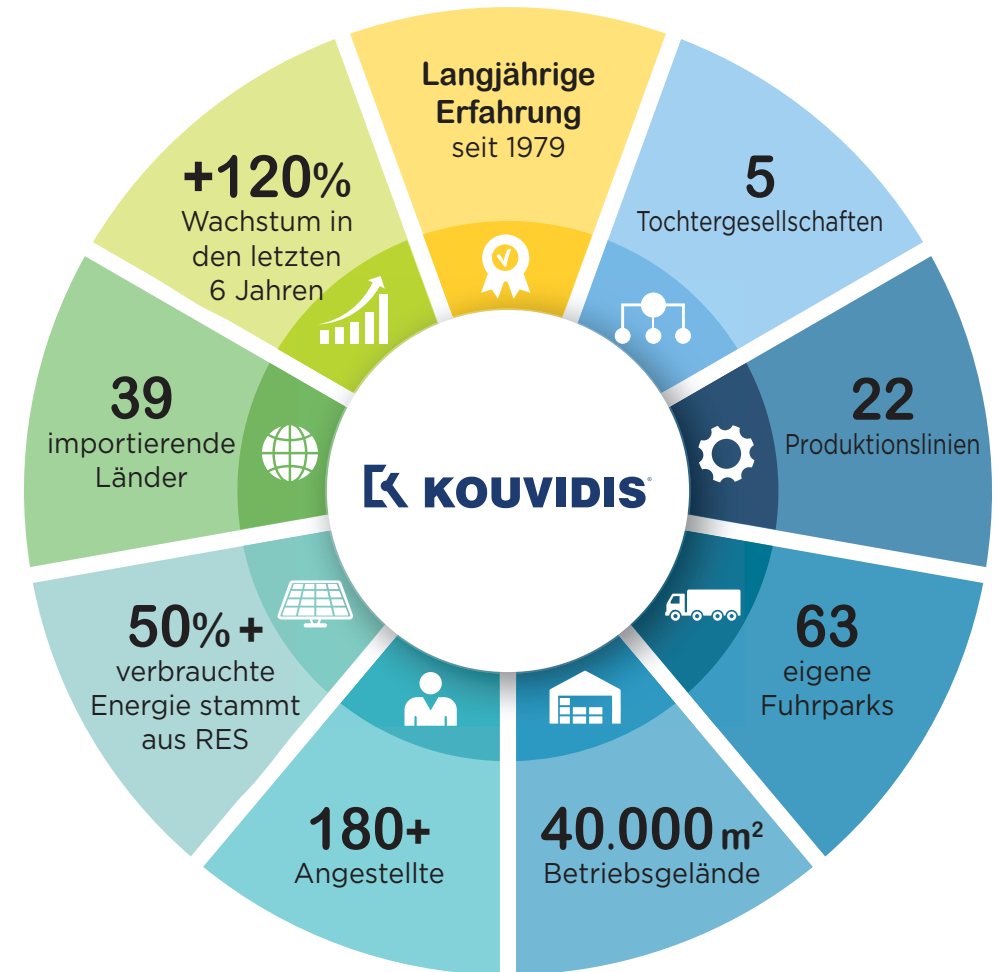 Langjährige
Erfahrung
seit 1979
5
Tochtergesellschaften
22
Produktionslinien
63
eigene
Fuhrparks
40.000 m²
Betriebsgelände
180+
Angestellte
50% +
verbrauchte
Energie stammt
aus RES
39
importierende
Länder
+120%
Wachstum in
den letzten
6 Jahren
KOUVIDIS®